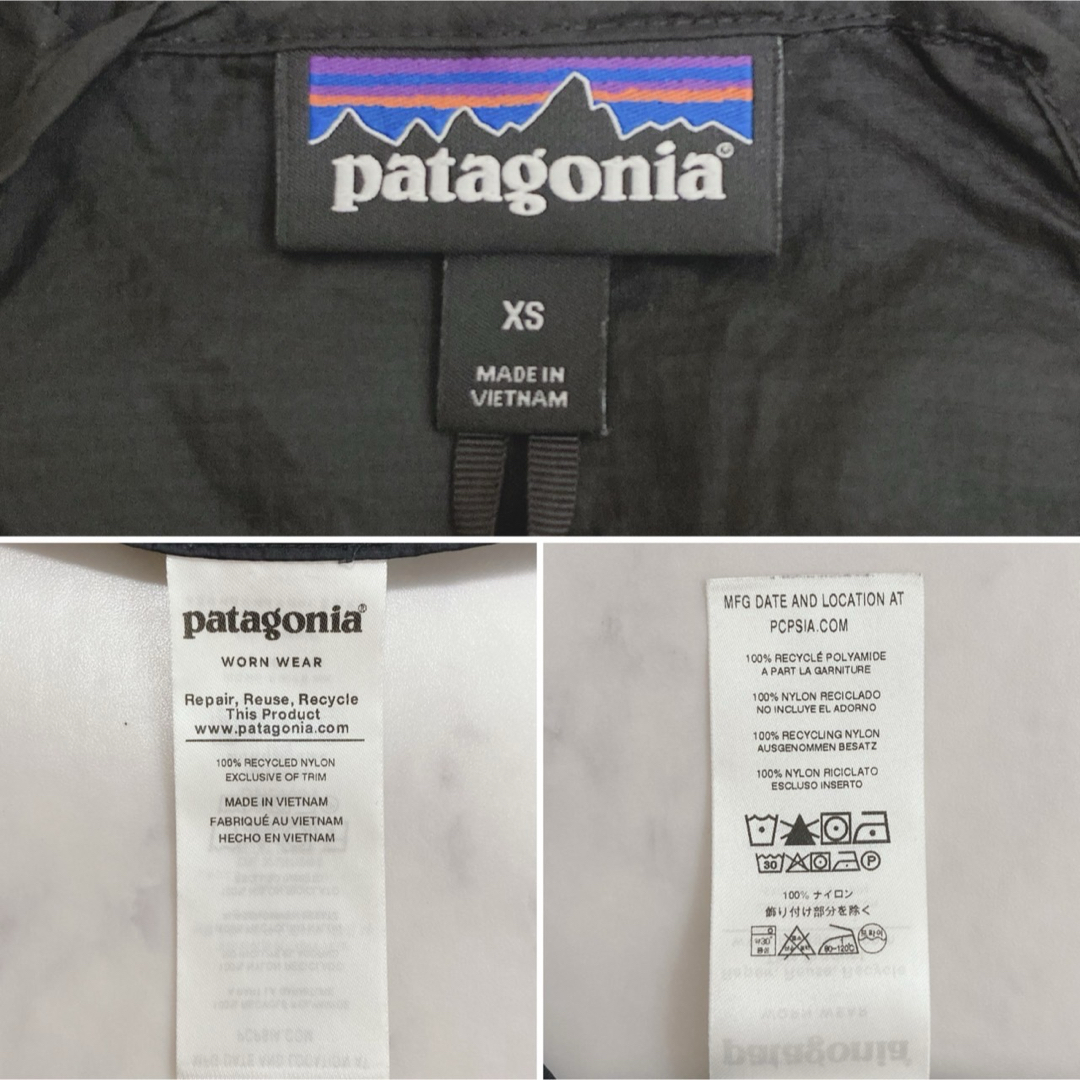 patagonia®
XS
MADE IN
VIETNAM
patagonia®
WORN WEAR
Repair, Reuse, Recycle
This Product
www.patagonia.com
100% RECYCLED NYLON
EXCLUSIVE OF TRIM
MADE IN VIETNAM
FABRIQUÉ AU VIETNAM
HECHO EN VIETNAM
MFG DATE AND LOCATION AT
PCPSIA.COM
100% RECYCLÉ POLYAMIDE
A PART LA GARNITURE
100% NYLON RECICLADO
NO INCLUYE EL ADORNO
100% RECYCLING NYLON
AUSGENOMMEN BESATZ
100% NYLON RICICLATO
ESCLUSO INSERTO
30 P
100% ナイロン
飾り付け部分を除く
80-120℃